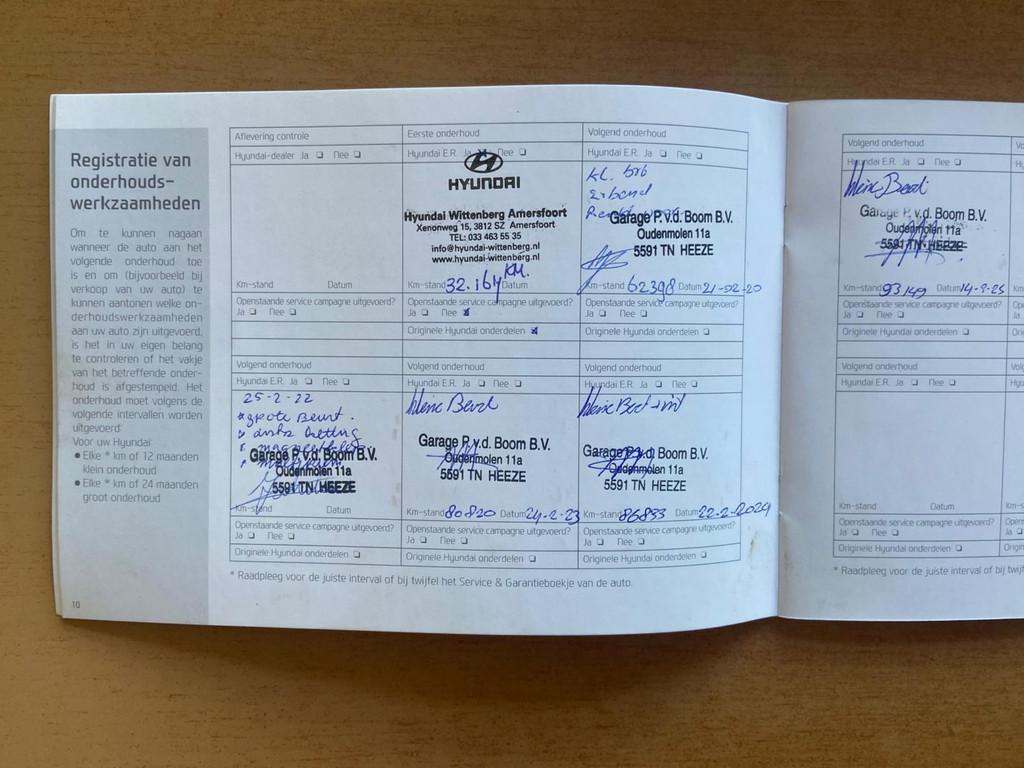 Registratie van
onderhouds-
werkzaamheden
Om te kunnen nagaan
wanneer de auto aan het
volgende onderhoud toe
is en om (bijvoorbeeld bij
verkoop van uw auto) te
kunnen aantonen welke on-
derhoudswerkzaamheden
aan uw auto zijn uitgevoerd,
is het in uw eigen belang
te controleren of het vakje
van het betreffende onder-
houd is afgestempeld. Het
onderhoud moet volgens de
volgende intervallen worden
uitgevoerd:
Voor uw Hyundai:
● Elke * km of 12 maanden
klein onderhoud
● Elke * km of 24 maanden
groot onderhoud
10
Aflevering controle
Hyundai-dealer Ja ❑ Nee ❑
Km-stand Datum
Openstaande service campagne uitgevoerd?
Ja ❑ Nee ❑
Eerste onderhoud
Hyundai E.R. Ja Nee ❑
HYUNDAI
Hyundai Wittenberg Amersfoort
Xenonweg 15, 3812 SZ Amersfoort
TEL: 033 463 55 35
info@hyundai-wittenberg.nl
www.hyundai-wittenberg.nl
Km-stand 32.164 KM. Datum
Openstaande service campagne uitgevoerd?
Ja ❑ Nee ☒
Originele Hyundai onderdelen ☒
Volgend onderhoud
Hyundai E.R. Ja ❑ Nee ❑
kl. brb
Garage P.v.d. Boom B.V.
Oudenmolen 11a
5591 TN HEEZE
Km-stand 62398 Datum 21-02-20
Openstaande service campagne uitgevoerd?
Ja ❑ Nee ❑
Originele Hyundai onderdelen ❑
Volgend onderhoud
Hyundai E.R. Ja ❑ Nee ❑
25-2-22
* grote Beurt.
Garage P.v.d. Boom B.V.
Oudenmolen 11a
5591 TN HEEZE
Km-stand Datum
Openstaande service campagne uitgevoerd?
Ja ❑ Nee ❑
Originele Hyundai onderdelen ❑
Volgend onderhoud
Hyundai E.R. Ja ❑ Nee ❑
Kleine Beurt
Garage P.v.d. Boom B.V.
Oudenmolen 11a
5591 TN HEEZE
Km-stand 80820 Datum 24-2-23
Openstaande service campagne uitgevoerd?
Ja ❑ Nee ❑
Originele Hyundai onderdelen ❑
Volgend onderhoud
Hyundai E.R. Ja ❑ Nee ❑
Kleine
Garage P.v.d. Boom B.V.
Oudenmolen 11a
5591 TN HEEZE
Km-stand 86833 Datum 22-2-2024
Openstaande service campagne uitgevoerd?
Ja ❑ Nee ❑
Originele Hyundai onderdelen ❑
* Raadpleeg voor de juiste interval of bij twijfel het Service & Garantieboekje van de auto.
Volgend onderhoud
Hyundai E.R. Ja ❑ Nee ❑
Kleine Beurt
Garage P.v.d. Boom B.V.
Oudenmolen 11a
5591 TN HEEZE
Km-stand 93149 Datum 14-2-25
Openstaande service campagne uitgevoerd?
Ja ❑ Nee ❑
Originele Hyundai onderdelen ❑
Volgend onderhoud
Hyundai E.R. Ja ❑ Nee ❑
Km-stand Datum
Openstaande service campagne uitgevoerd?
Ja ❑ Nee ❑
Originele Hyundai onderdelen ❑
* Raadpleeg voor de juiste interval of bij twijf